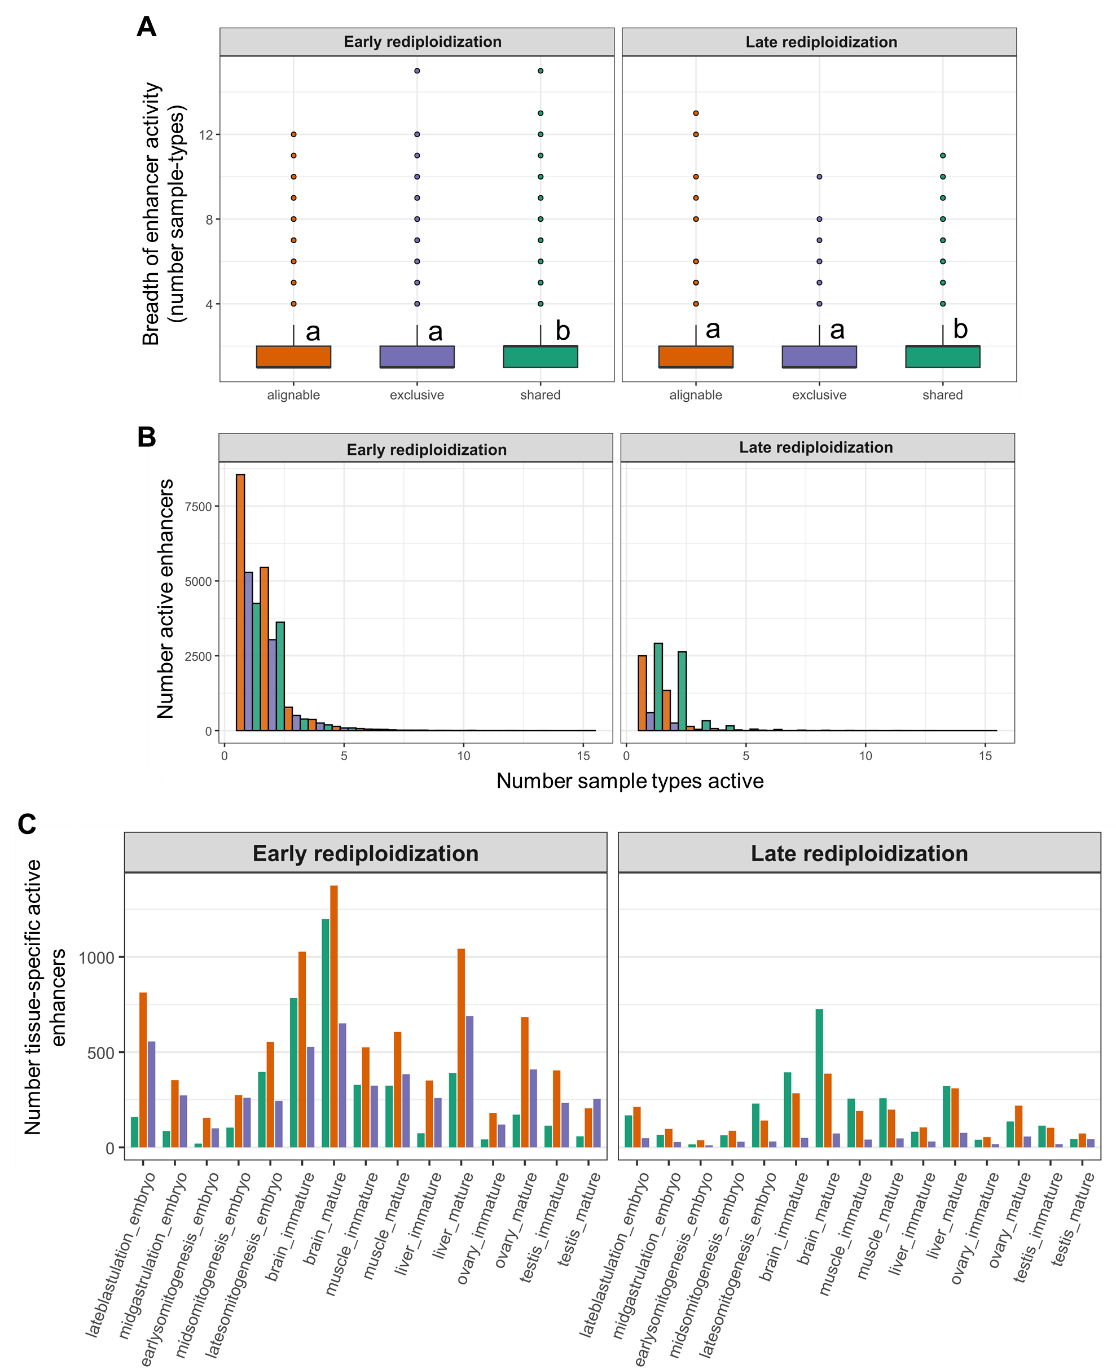 A
Early rediploidization
Late rediploidization
Breadth of enhancer activity
(number sample-types)
12
8
4
a
a
b
a
a
b
alignable
exclusive
shared
alignable
exclusive
shared
B
Early rediploidization
Late rediploidization
Number active enhancers
7500
5000
2500
0
0
5
10
15
0
5
10
15
Number sample types active
C
Early rediploidization
Late rediploidization
Number tissue-specific active
enhancers
1000
500
0
lateblastulation_embryo
midgastrulation_embryo
earlysomitogenesis_embryo
midsomitogenesis_embryo
latesomitogenesis_embryo
brain_immature
brain_mature
muscle_immature
muscle_mature
liver_immature
liver_mature
ovary_immature
ovary_mature
testis_immature
testis_mature
lateblastulation_embryo
midgastrulation_embryo
earlysomitogenesis_embryo
midsomitogenesis_embryo
latesomitogenesis_embryo
brain_immature
brain_mature
muscle_immature
muscle_mature
liver_immature
liver_mature
ovary_immature
ovary_mature
testis_immature
testis_mature